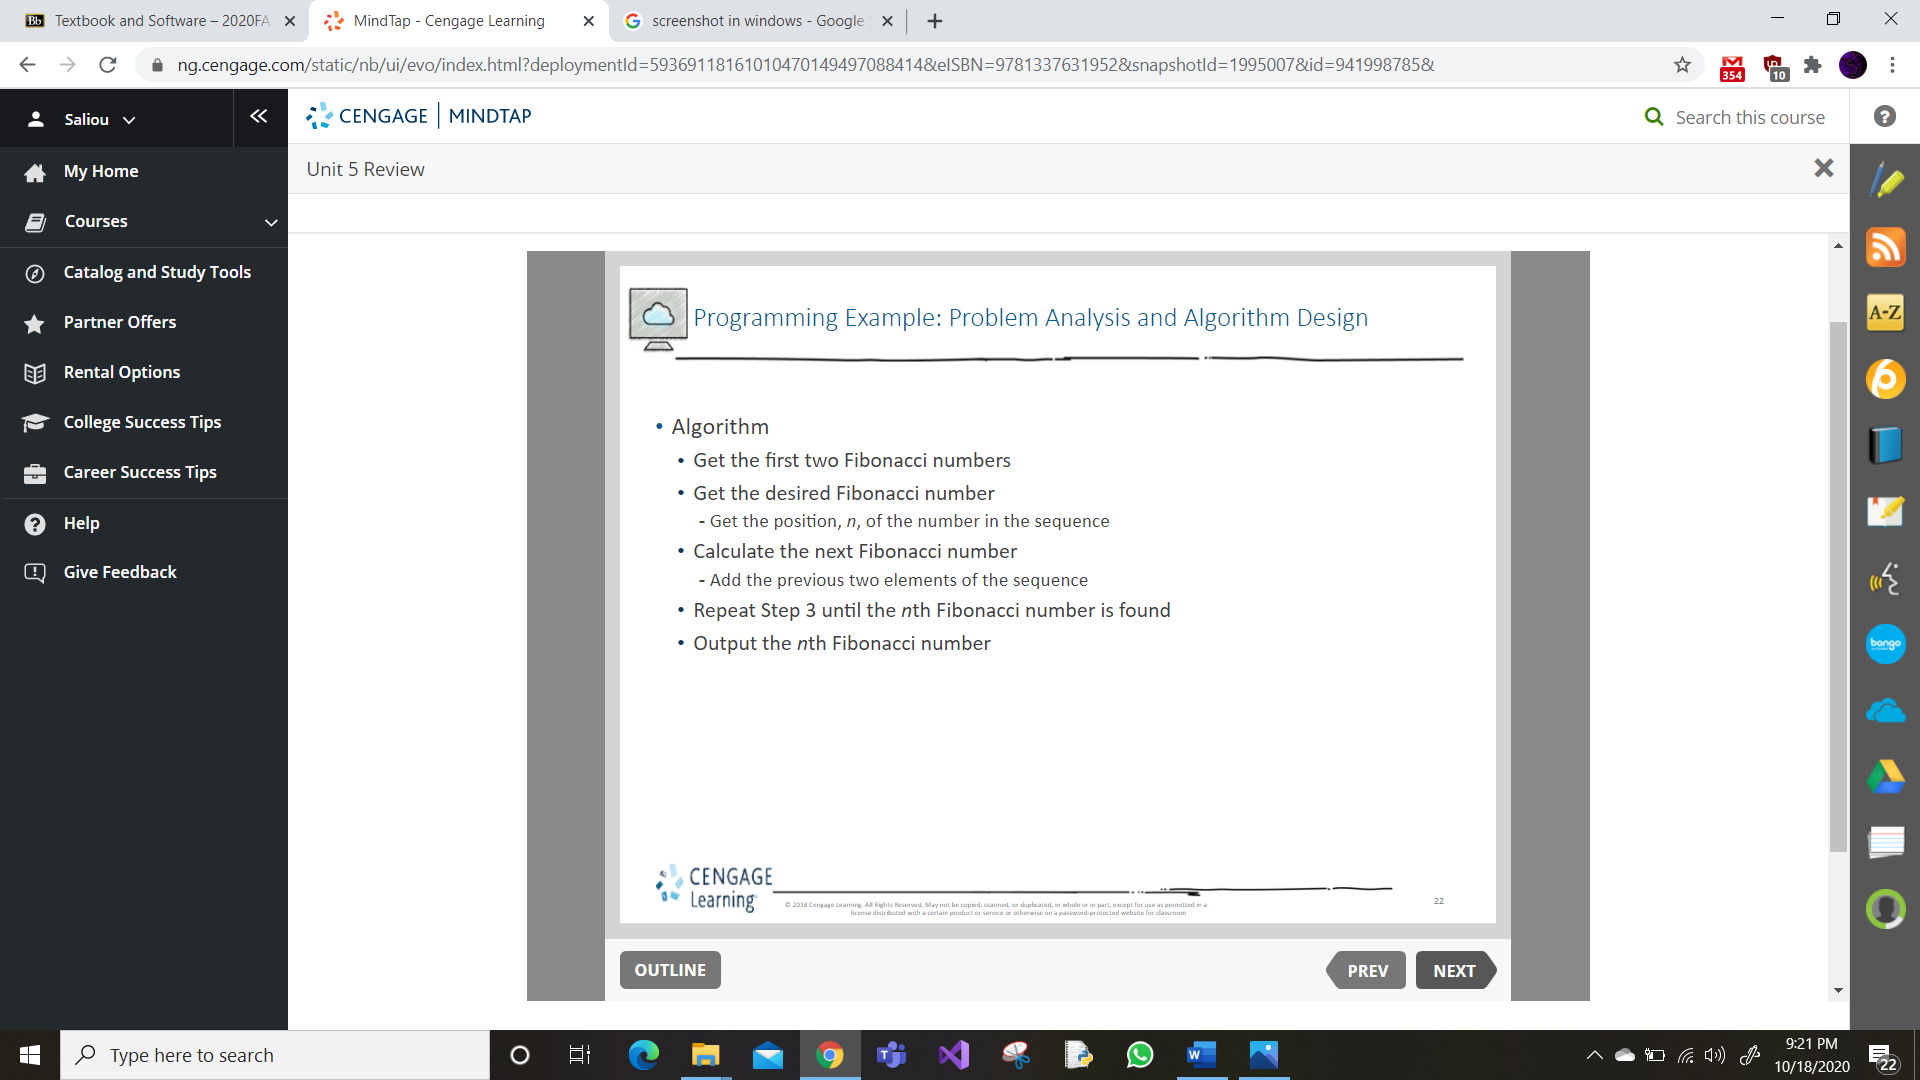 Textbook and Software – 2020FA
MindTap - Cengage Learning
screenshot in windows - Google
ng.cengage.com/static/nb/ui/evo/index.html?deploymentId=5936911816101047014949708841​4&eISBN=9781337631952&snapshotId=1995007&id=941998785&
354
10
Saliou
CENGAGE | MINDTAP
Search this course
Unit 5 Review
My Home
Courses
Catalog and Study Tools
Partner Offers
Rental Options
College Success Tips
Career Success Tips
Help
Give Feedback
Programming Example: Problem Analysis and Algorithm Design
• Algorithm
• Get the first two Fibonacci numbers
• Get the desired Fibonacci number
- Get the position, n, of the number in the sequence
• Calculate the next Fibonacci number
- Add the previous two elements of the sequence
• Repeat Step 3 until the nth Fibonacci number is found
• Output the nth Fibonacci number
CENGAGE
Learning
© 2018 Cengage Learning. All Rights Reserved. May not be copied, scanned, or duplicated, in whole or in part, except for use as permitted in a
license distributed with a certain product or service or otherwise on a password-protected website for classroom
22
OUTLINE
PREV
NEXT
A-Z
bongo
Type here to search
9:21 PM
10/18/2020
22